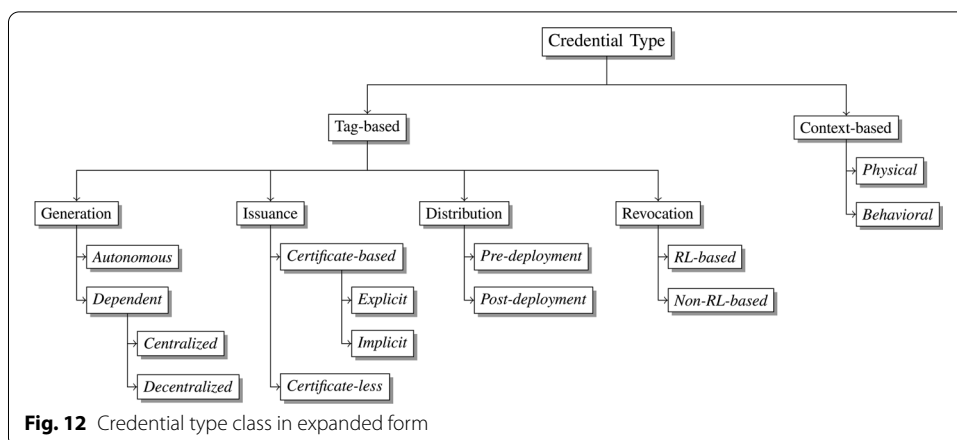 Credential Type
Tag-based
Context-based
Physical
Behavioral
Generation
Issuance
Distribution
Revocation
Autonomous
Dependent
Centralized
Decentralized
Certificate-based
Explicit
Implicit
Certificate-less
Pre-deployment
Post-deployment
RL-based
Non-RL-based
Fig. 12 Credential type class in expanded form